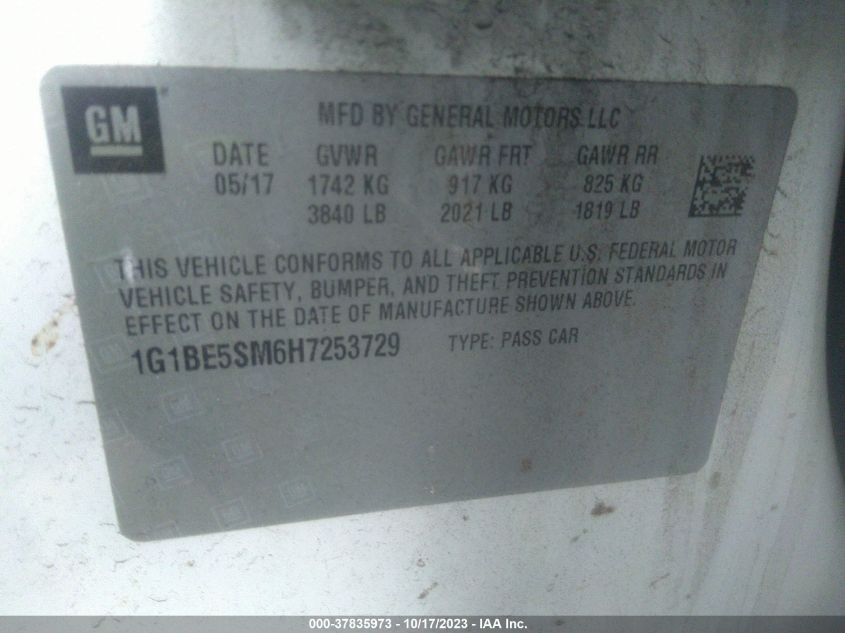 GM
MFD BY GENERAL MOTORS LLC
DATE GVWR GAWR FRT GAWR RR
05/17 1742 KG 917 KG 825 KG
3840 LB 2021 LB 1819 LB
THIS VEHICLE CONFORMS TO ALL APPLICABLE U.S. FEDERAL MOTOR
VEHICLE SAFETY, BUMPER, AND THEFT PREVENTION STANDARDS IN
EFFECT ON THE DATE OF MANUFACTURE SHOWN ABOVE.
1G1BE5SM6H7253729 TYPE: PASS CAR
000-37835973 - 10/17/2023 - IAA Inc.